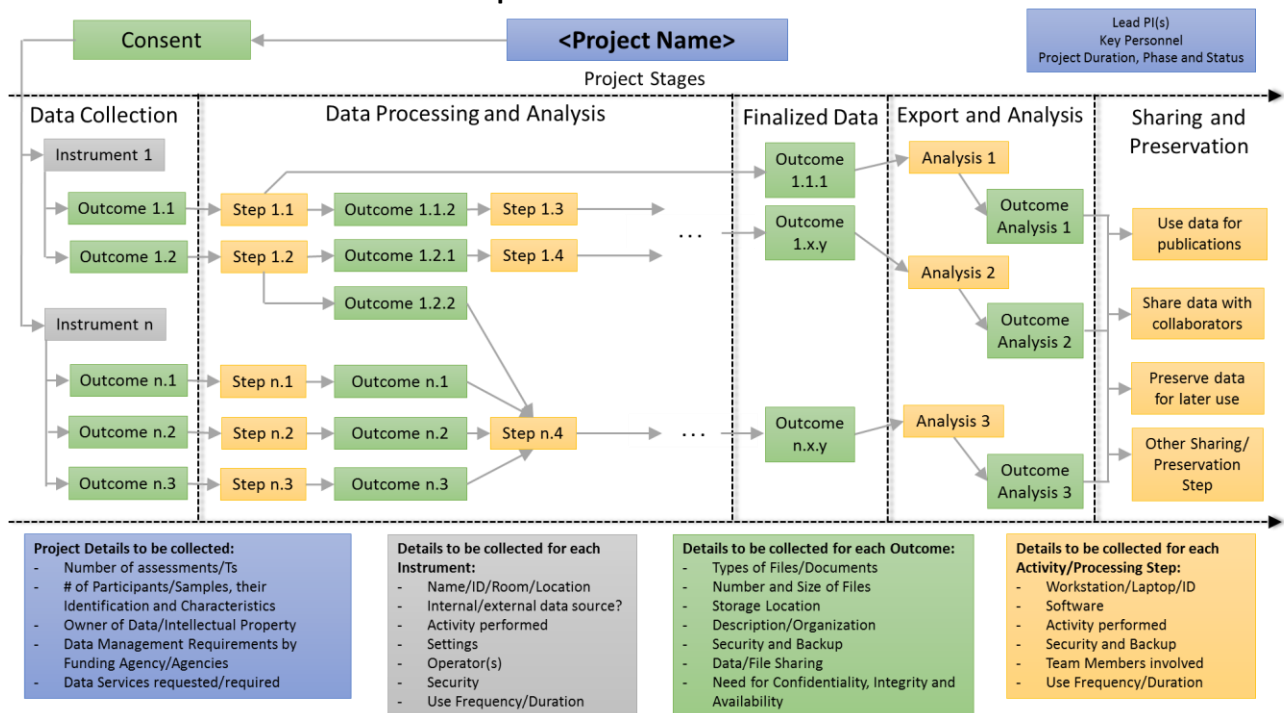 Consent
<Project Name>
Lead PI(s)
Key Personnel
Project Duration, Phase and Status
Project Stages
Data Collection
Data Processing and Analysis
Finalized Data
Export and Analysis
Sharing and
Preservation
Instrument 1
Outcome 1.1
Outcome 1.2
Instrument n
Outcome n.1
Outcome n.2
Outcome n.3
Step 1.1
Outcome 1.1.2
Step 1.3
Step 1.2
Outcome 1.2.1
Step 1.4
Outcome 1.2.2
Step n.1
Outcome n.1
Step n.2
Outcome n.2
Step n.4
Step n.3
Outcome n.3
...
...
Outcome
1.1.1
Outcome
1.x.y
Outcome
n.x.y
Analysis 1
Outcome
Analysis 1
Analysis 2
Outcome
Analysis 2
Analysis 3
Outcome
Analysis 3
Use data for
publications
Share data with
collaborators
Preserve data
for later use
Other Sharing/
Preservation
Step
Project Details to be collected:
- Number of assessments/Ts
- # of Participants/Samples, their
Identification and Characteristics
- Owner of Data/Intellectual Property
- Data Management Requirements by
Funding Agency/Agencies
- Data Services requested/required
Details to be collected for each
Instrument:
- Name/ID/Room/Location
- Internal/external data source?
- Activity performed
- Settings
- Operator(s)
- Security
- Use Frequency/Duration
Details to be collected for each Outcome:
- Types of Files/Documents
- Number and Size of Files
- Storage Location
- Description/Organization
- Security and Backup
- Data/File Sharing
- Need for Confidentiality, Integrity and
Availability
Details to be collected for each
Activity/Processing Step:
- Workstation/Laptop/ID
- Software
- Activity performed
- Security and Backup
- Team Members involved
- Use Frequency/Duration